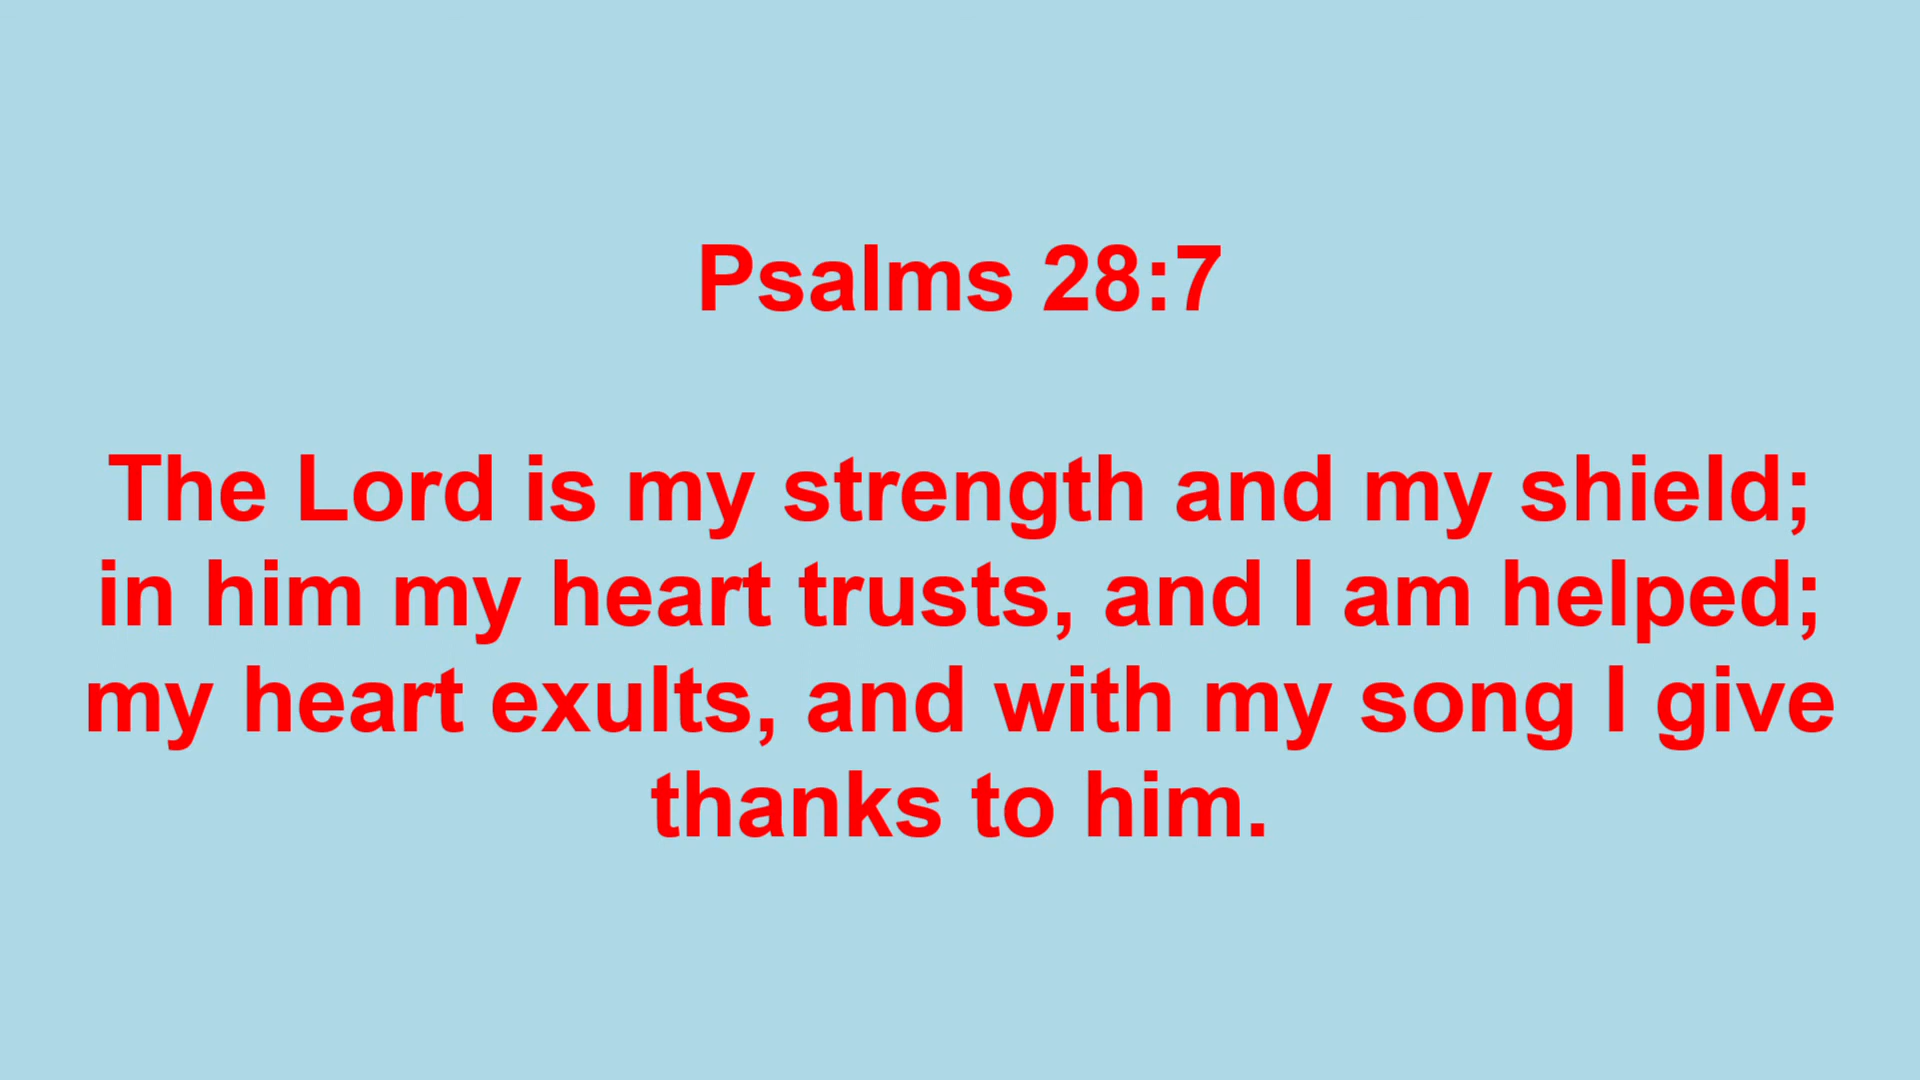 Psalms 28:7
The Lord is my strength and my shield;
in him my heart trusts, and I am helped;
my heart exults, and with my song I give
thanks to him.